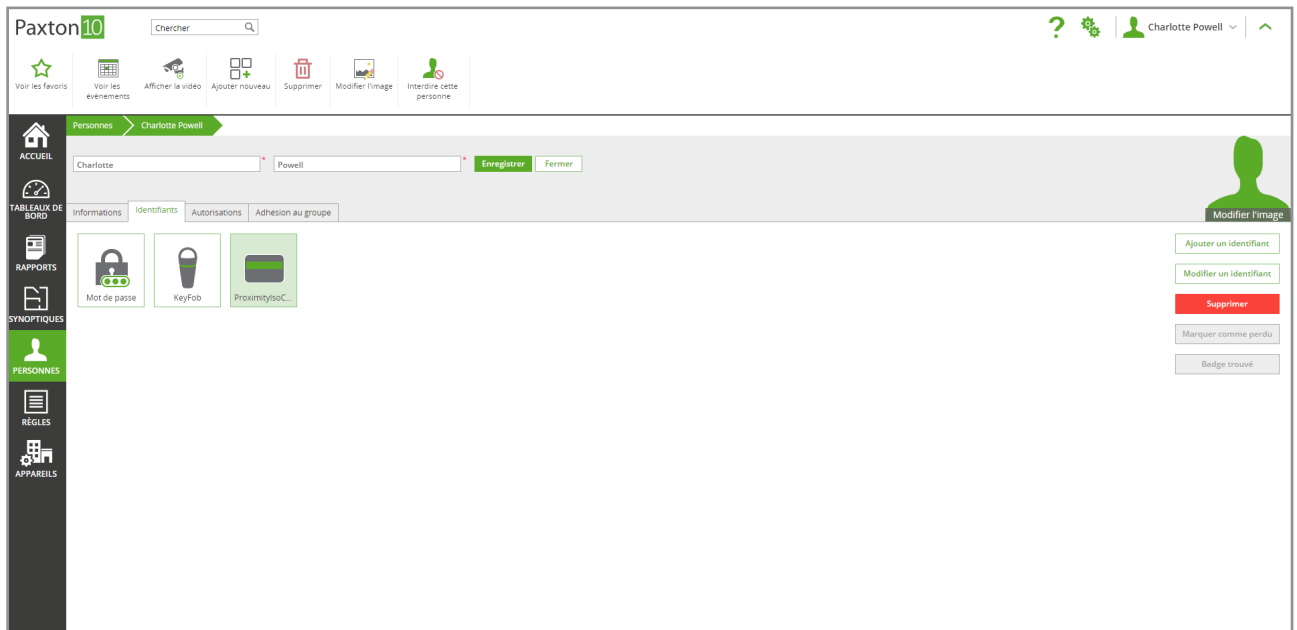 Paxton10
Chercher
Charlotte Powell
Voir les favoris
Voir les
évènements
Afficher la vidéo
Ajouter nouveau
Supprimer
Modifier l'image
Interdire cette
personne
Personnes
Charlotte Powell
ACCUEIL
TABLEAUX DE
BORD
RAPPORTS
SYNOPTIQUES
PERSONNES
RÈGLES
APPAREILS
Charlotte *
Powell *
Enregistrer
Fermer
Modifier l'image
Informations
Identifiants
Autorisations
Adhésion au groupe
Mot de passe
KeyFob
ProximityIsoC...
Ajouter un identifiant
Modifier un identifiant
Supprimer
Marquer comme perdu
Badge trouvé